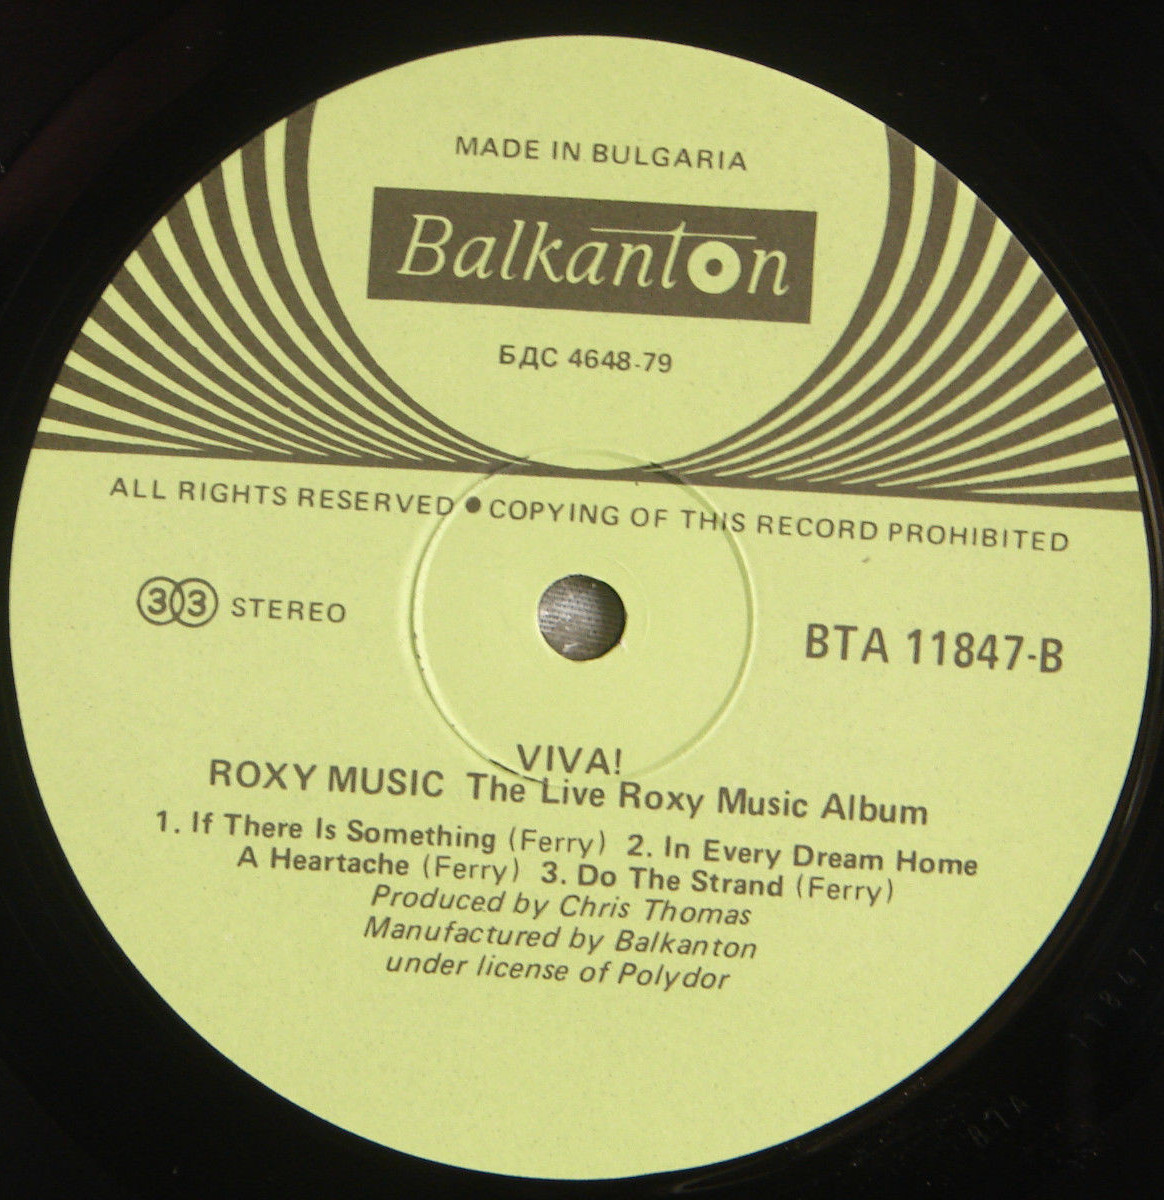 MADE IN BULGARIA
Balkanton
БДС 4648-79
ALL RIGHTS RESERVED ● COPYING OF THIS RECORD PROHIBITED
33 STEREO
BTA 11847-B
VIVA!
ROXY MUSIC The Live Roxy Music Album
1. If There Is Something (Ferry) 2. In Every Dream Home
A Heartache (Ferry) 3. Do The Strand (Ferry)
Produced by Chris Thomas
Manufactured by Balkanton
under license of Polydor